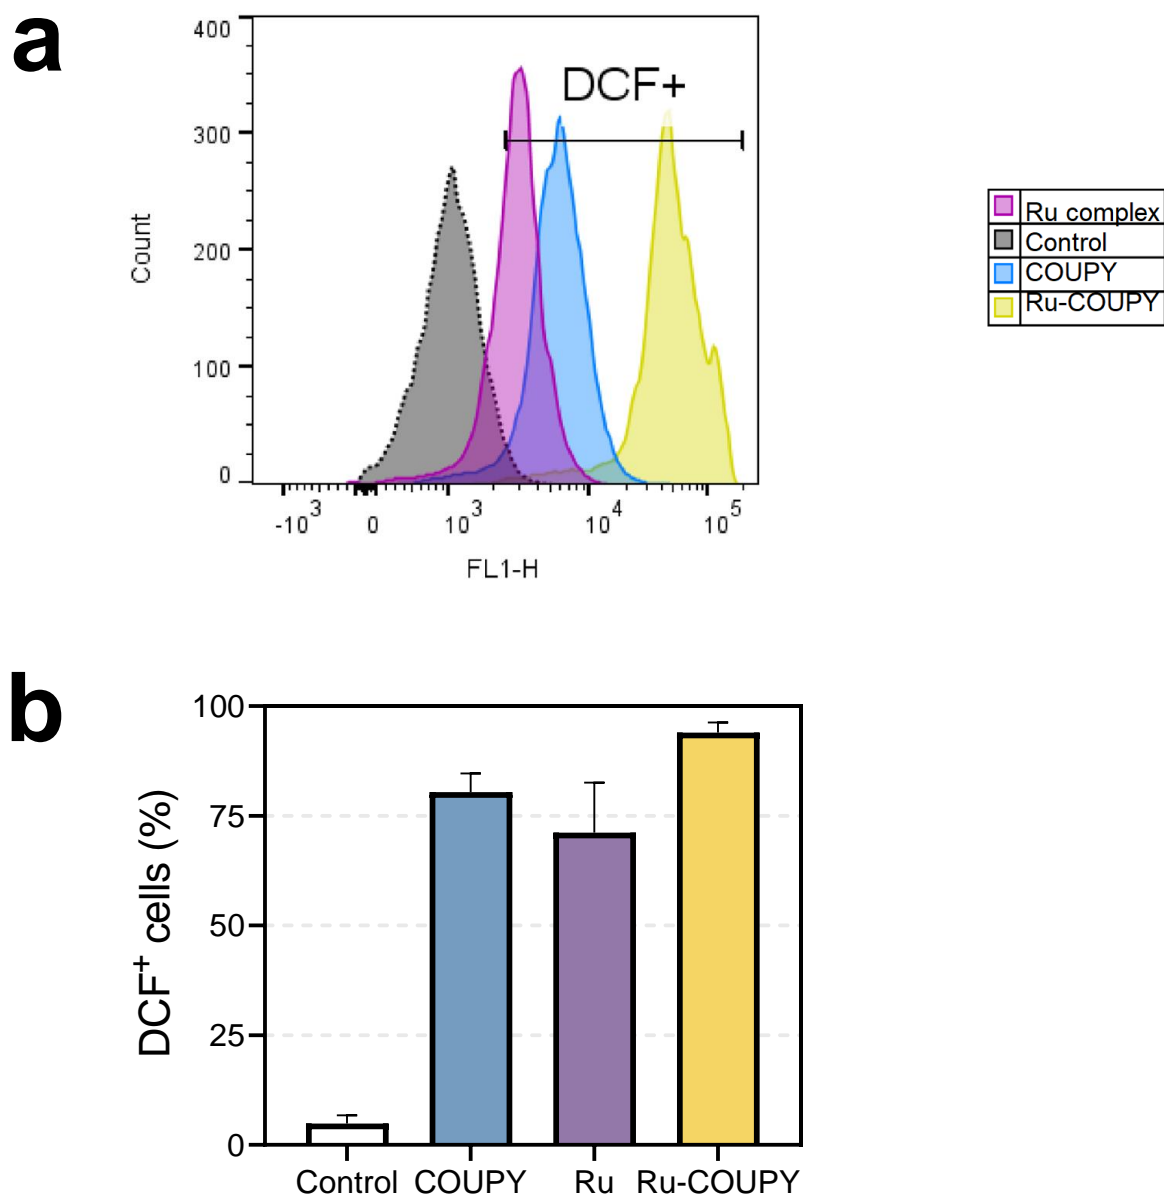 a
400
300
200
100
0
Count
DCF+
-10^3 0 10^3 10^4 10^5
FL1-H
Ru complex
Control
COUPY
Ru-COUPY
b
100
75
50
25
0
DCF+ cells (%)
Control COUPY Ru Ru-COUPY